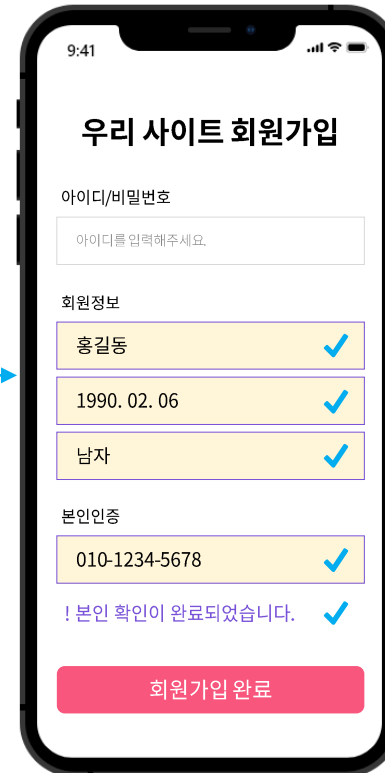 9:41
우리 사이트 회원가입
아이디/비밀번호
아이디를 입력해주세요.
회원정보
홍길동
1990. 02. 06
남자
본인인증
010-1234-5678
! 본인 확인이 완료되었습니다.
회원가입 완료